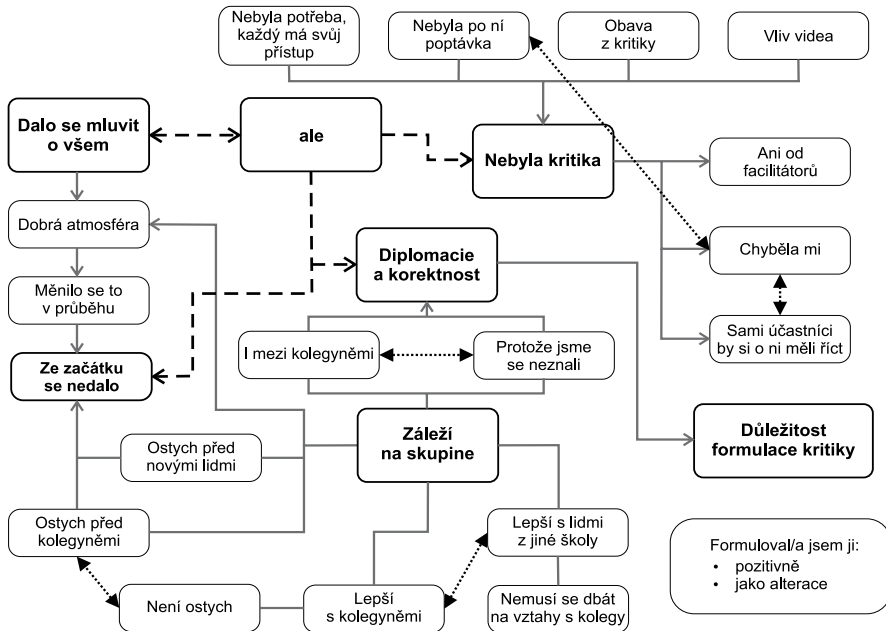 Nebyla potřeba,
každý má svůj
přístup
Nebyla po ní
poptávka
Obava
z kritiky
Vliv videa
Dalo se mluvit
o všem
ale
Nebyla kritika
Ani od
facilitátorů
Dobrá atmosféra
Diplomacie
a korektnost
Chyběla mi
Měnilo se to
v průběhu
I mezi kolegyněmi
Protože jsme
se neznali
Sami účastníci
by si o ni měli říct
Ze začátku
se nedalo
Záleží
na skupine
Důležitost
formulace kritiky
Ostych před
novými lidmi
Ostych před
kolegyněmi
Lepší s lidmi
z jiné školy
Formuloval/a jsem ji:
• pozitivně
• jako alterace
Není ostych
Lepší
s kolegyněmi
Nemusí se dbát
na vztahy s kolegy